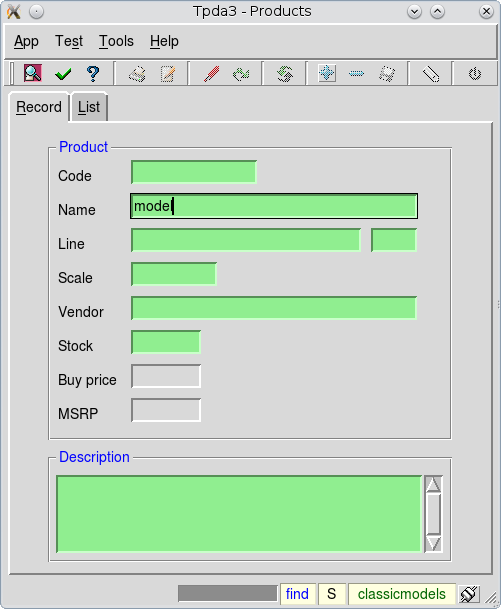 Tpda3 - Products
App Test Tools Help
Record List
Product
Code
Name model
Line
Scale
Vendor
Stock
Buy price
MSRP
Description
find S classicmodels